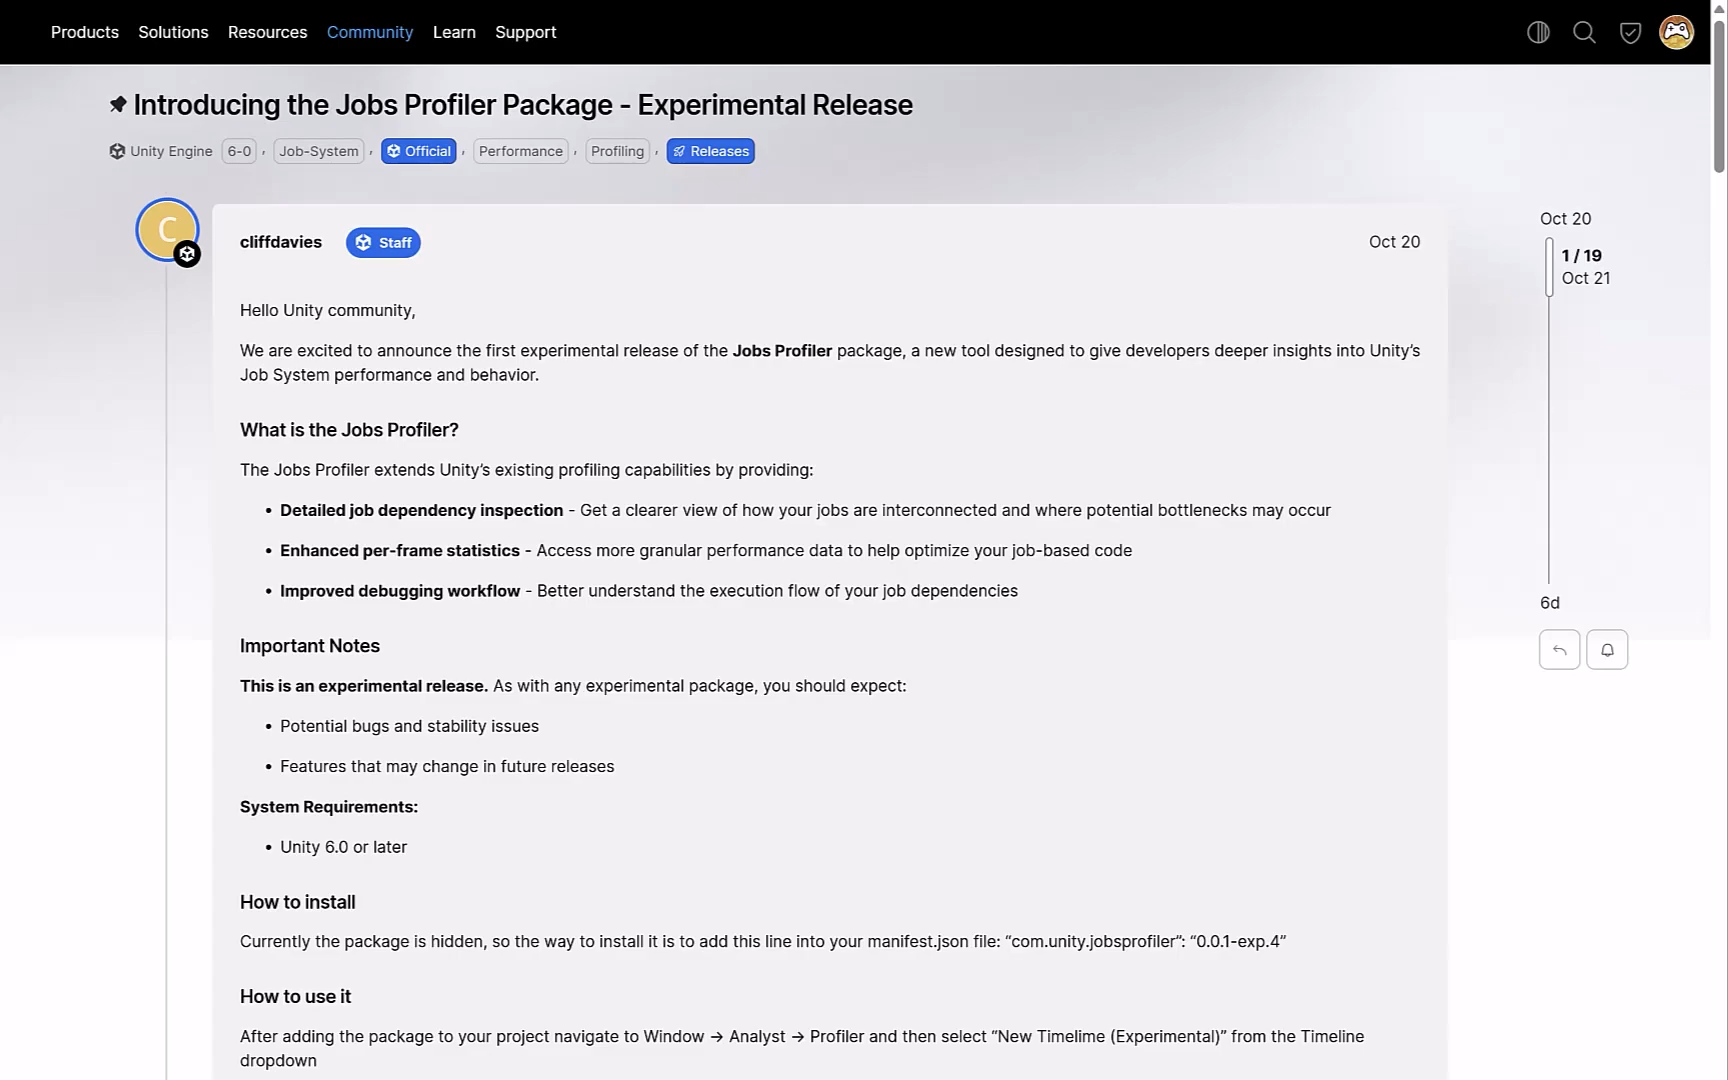 Products Solutions Resources Community Learn Support
Introducing the Jobs Profiler Package - Experimental Release
Unity Engine 6-0 , Job-System , Official , Performance , Profiling , Releases
C
cliffdavies Staff Oct 20
Oct 20
1 / 19
Oct 21
6d
Hello Unity community,
We are excited to announce the first experimental release of the Jobs Profiler package, a new tool designed to give developers deeper insights into Unity’s
Job System performance and behavior.
What is the Jobs Profiler?
The Jobs Profiler extends Unity’s existing profiling capabilities by providing:
• Detailed job dependency inspection - Get a clearer view of how your jobs are interconnected and where potential bottlenecks may occur
• Enhanced per-frame statistics - Access more granular performance data to help optimize your job-based code
• Improved debugging workflow - Better understand the execution flow of your job dependencies
Important Notes
This is an experimental release. As with any experimental package, you should expect:
• Potential bugs and stability issues
• Features that may change in future releases
System Requirements:
• Unity 6.0 or later
How to install
Currently the package is hidden, so the way to install it is to add this line into your manifest.json file: “com.unity.jobsprofiler”: “0.0.1-exp.4”
How to use it
After adding the package to your project navigate to Window → Analyst → Profiler and then select “New Timelime (Experimental)” from the Timeline
dropdown